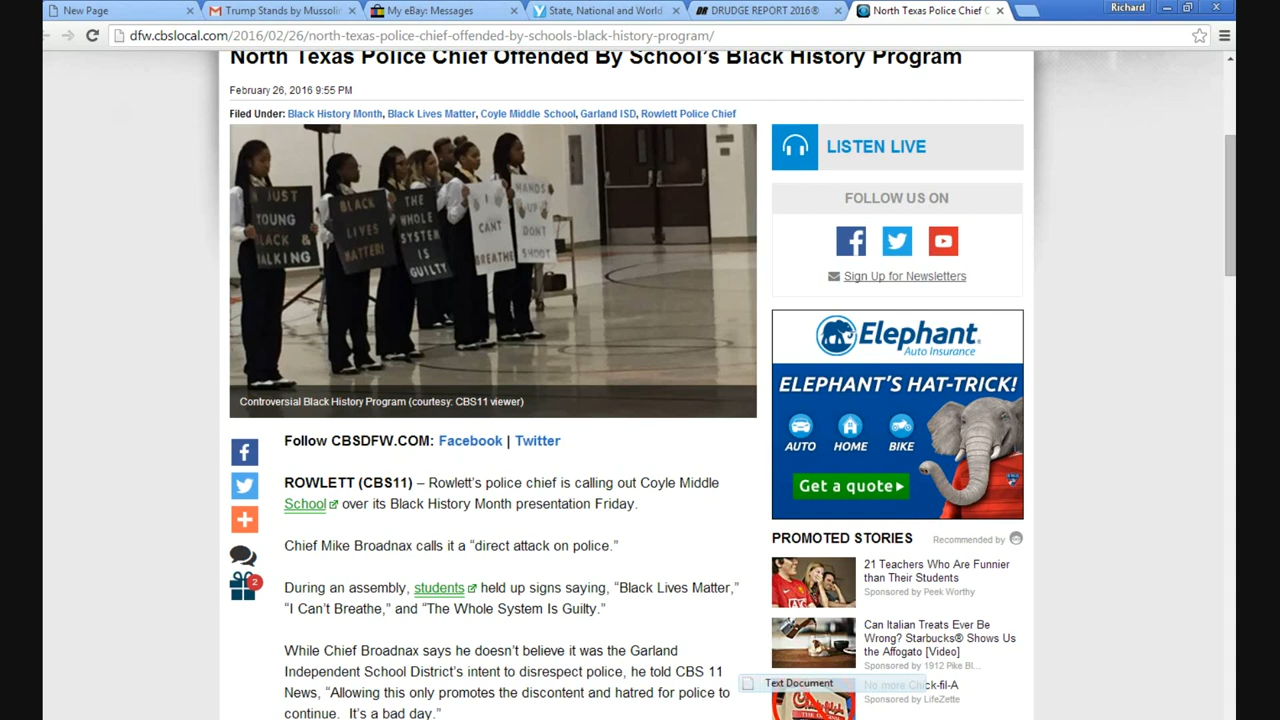 New Page
Trump Stands by Mussolin
My eBay: Messages
State, National and World
DRUDGE REPORT 2016®
North Texas Police Chief O
Richard
dfw.cbslocal.com/2016/02/26/north-texas-police-chief-offended-by-schools-black-history-program/
North Texas Police Chief Offended By School's Black History Program
February 26, 2016 9:55 PM
Filed Under: Black History Month, Black Lives Matter, Coyle Middle School, Garland ISD, Rowlett Police Chief
JUST
YOUNG
BLACK &
WALKING
BLACK
LIVES
MATTER!
THE
WHOLE
SYSTEM
IS
GUILTY
I
CANT
BREATHE
HANDS
UP
DONT
SHOOT
Controversial Black History Program (courtesy: CBS11 viewer)
LISTEN LIVE
FOLLOW US ON
Sign Up for Newsletters
Elephant
Auto Insurance
ELEPHANT'S HAT-TRICK!
AUTO HOME BIKE
Get a quote
Follow CBSDFW.COM: Facebook | Twitter
ROWLETT (CBS11) – Rowlett's police chief is calling out Coyle Middle
School over its Black History Month presentation Friday.
Chief Mike Broadnax calls it a “direct attack on police.”
2
During an assembly, students held up signs saying, “Black Lives Matter,”
“I Can't Breathe,” and “The Whole System Is Guilty.”
While Chief Broadnax says he doesn't believe it was the Garland
Independent School District's intent to disrespect police, he told CBS 11
News, “Allowing this only promotes the discontent and hatred for police to
continue. It's a bad day.”
PROMOTED STORIES
Recommended by
21 Teachers Who Are Funnier
than Their Students
Sponsored by Peek Worthy
Can Italian Treats Ever Be
Wrong? Starbucks® Shows Us
the Affogato [Video]
Sponsored by 1912 Pike Bl...
Text Document
No more Chick-fil-A
Sponsored by LifeZette